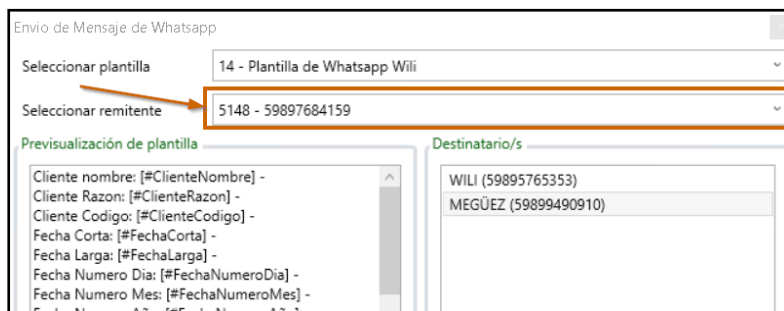 Envio de Mensaje de Whatsapp
Seleccionar plantilla
14 - Plantilla de Whatsapp Wili
Seleccionar remitente
5148 - 59897684159
Previsualización de plantilla
Cliente nombre: [#ClienteNombre] -
Cliente Razon: [#ClienteRazon] -
Cliente Codigo: [#ClienteCodigo] -
Fecha Corta: [#FechaCorta] -
Fecha Larga: [#FechaLarga] -
Fecha Numero Dia: [#FechaNumeroDia] -
Fecha Numero Mes: [#FechaNumeroMes] -
Destinatario/s
WILI (59895765353)
MEGÜEZ (59899490910)